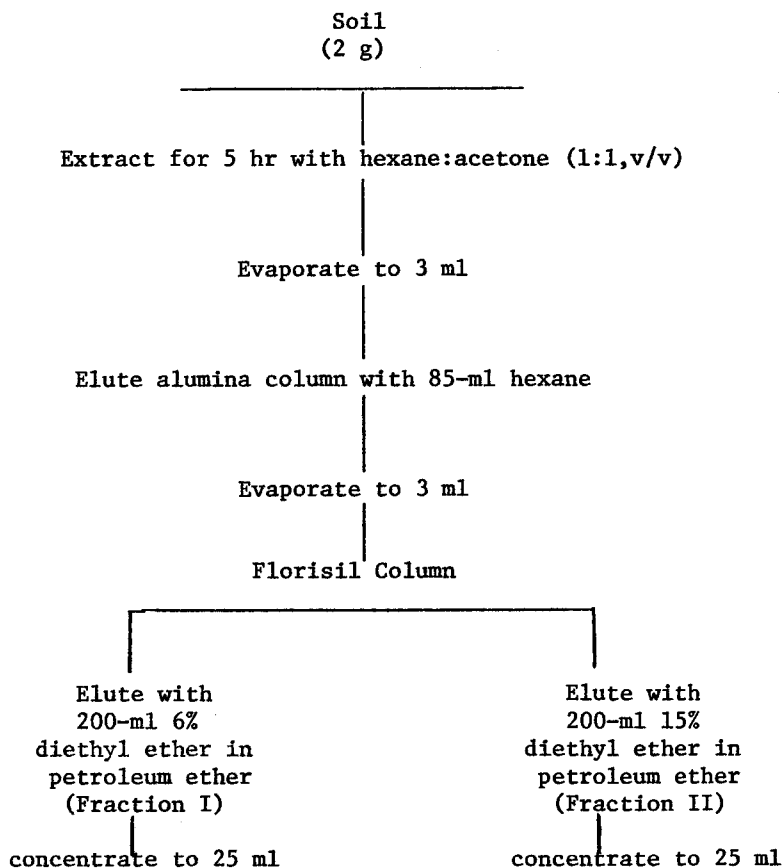 Soil
(2 g)
Extract for 5 hr with hexane:acetone (1:1,v/v)
Evaporate to 3 ml
Elute alumina column with 85-ml hexane
Evaporate to 3 ml
Florisil Column
Elute with
200-ml 6%
diethyl ether in
petroleum ether
(Fraction I)
concentrate to 25 ml
Elute with
200-ml 15%
diethyl ether in
petroleum ether
(Fraction II)
concentrate to 25 ml